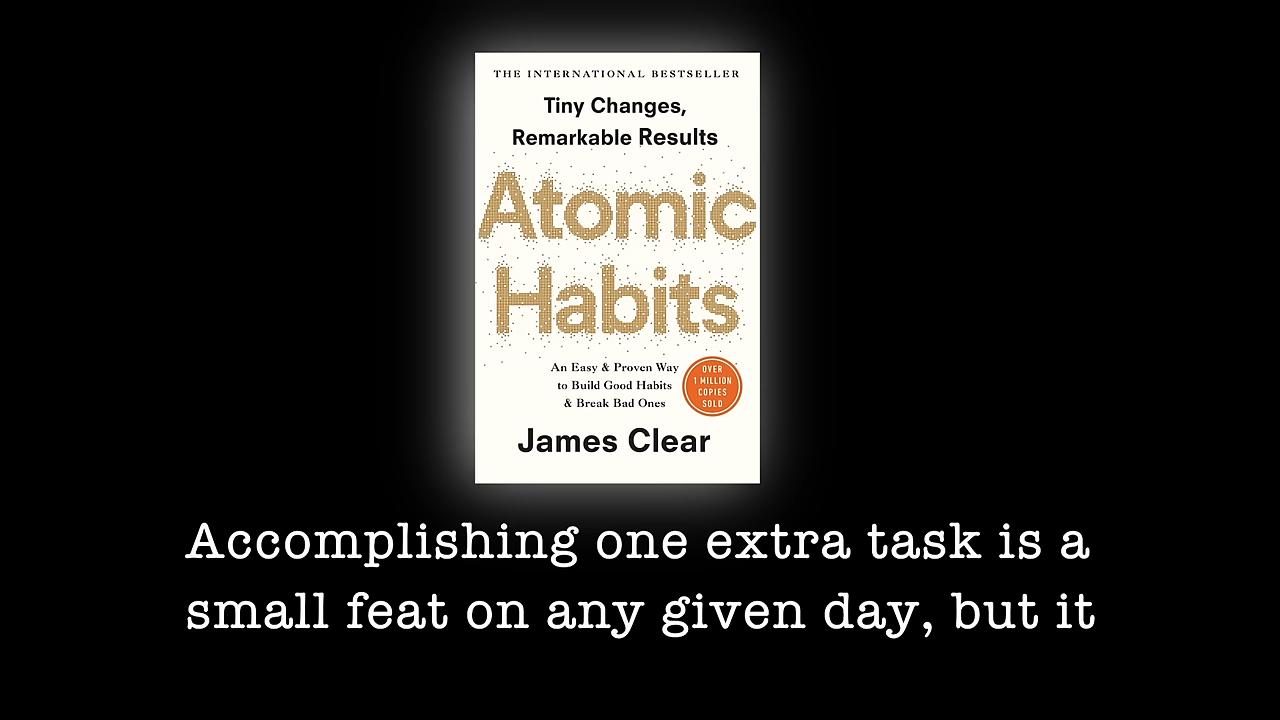 THE INTERNATIONAL BESTSELLER
Tiny Changes,
Remarkable Results
Atomic
Habits
An Easy & Proven Way
to Build Good Habits
& Break Bad Ones
OVER
1 MILLION
COPIES
SOLD
James Clear
Accomplishing one extra task is a
small feat on any given day, but it